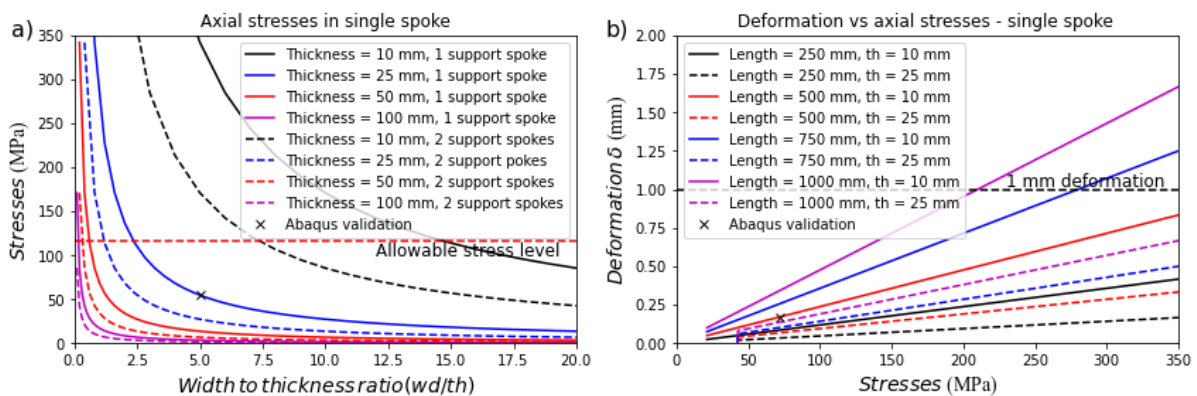 a)
Axial stresses in single spoke
Stresses (MPa)
350
300
250
200
150
100
50
0
Thickness = 10 mm, 1 support spoke
Thickness = 25 mm, 1 support spoke
Thickness = 50 mm, 1 support spoke
Thickness = 100 mm, 1 support spoke
Thickness = 10 mm, 2 support spokes
Thickness = 25 mm, 2 support pokes
Thickness = 50 mm, 2 support spokes
Thickness = 100 mm, 2 support spokes
Abaqus validation
Allowable stress level
0.0 2.5 5.0 7.5 10.0 12.5 15.0 17.5 20.0
Width to thickness ratio(wd/th)
b)
Deformation vs axial stresses - single spoke
Deformation δ (mm)
2.00
1.75
1.50
1.25
1.00
0.75
0.50
0.25
0.00
Length = 250 mm, th = 10 mm
Length = 250 mm, th = 25 mm
Length = 500 mm, th = 10 mm
Length = 500 mm, th = 25 mm
Length = 750 mm, th = 10 mm
Length = 750 mm, th = 25 mm
Length = 1000 mm, th = 10 mm
Length = 1000 mm, th = 25 mm
Abaqus validation
1 mm deformation
0 50 100 150 200 250 300 350
Stresses (MPa)